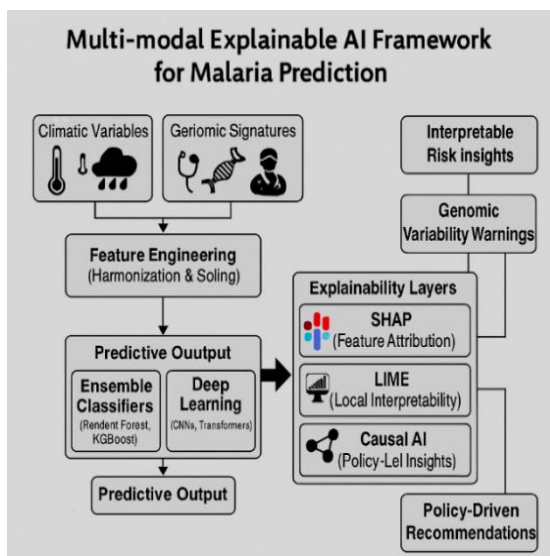 Multi-modal Explainable AI Framework
for Malaria Prediction
Climatic Variables
Geriomic Signatures
Feature Engineering
(Harmonization & Soling)
Predictive Ouutput
Ensemble
Classifiers
(Rendent Forest,
KGBoost)
Deep
Learning
(CNNs, Transformers)
Predictive Output
Explainability Layers
SHAP
(Feature Attribution)
LIME
(Local Interpretability)
Causal AI
(Policy-Lel Insights)
Interpretable
Risk insights
Genomic
Variability Warnings
Policy-Driven
Recommendations